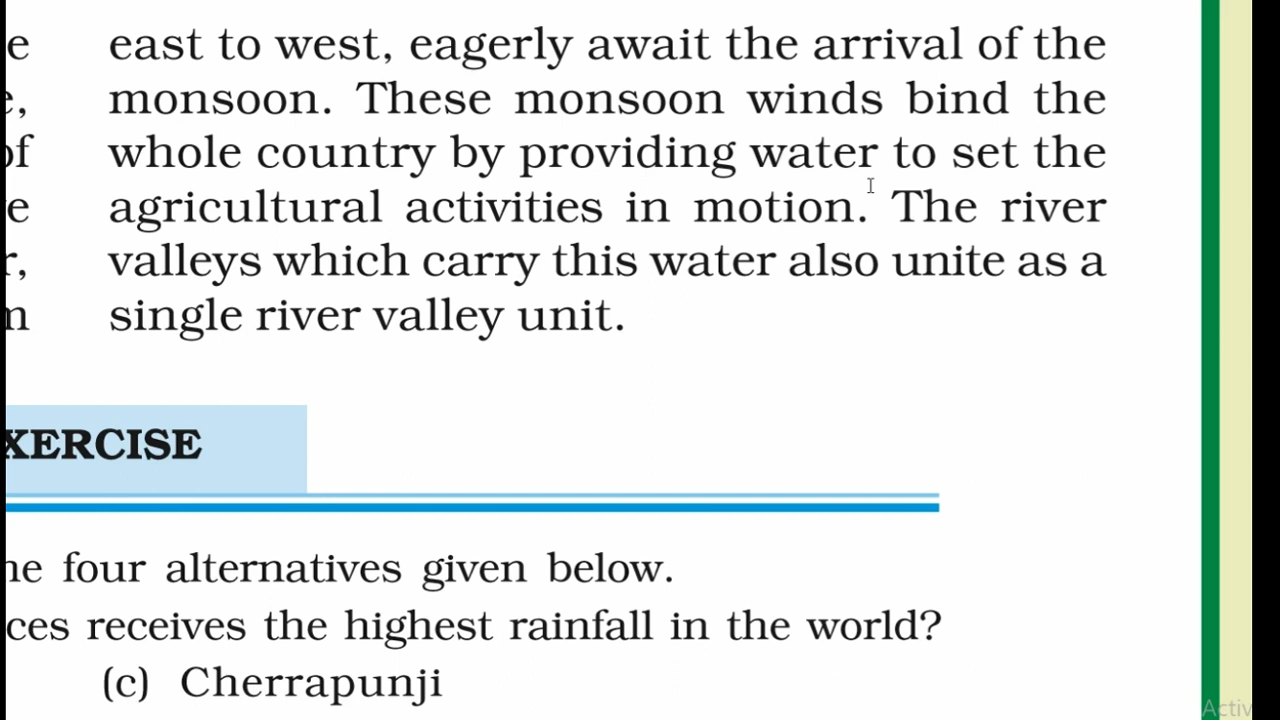 east to west, eagerly await the arrival of the
monsoon. These monsoon winds bind the
whole country by providing water to set the
agricultural activities in motion. The river
valleys which carry this water also unite as a
single river valley unit.
XERCISE
four alternatives given below.
receives the highest rainfall in the world?
(c) Cherrapunji
Activ